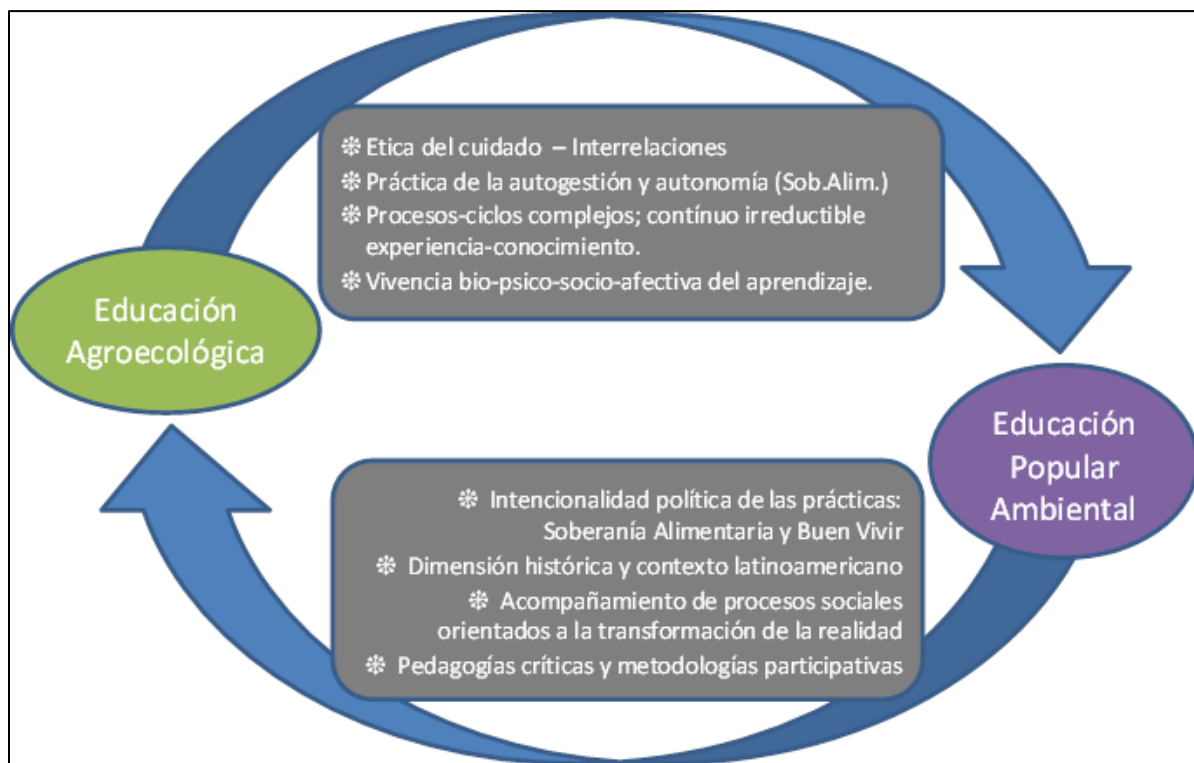 ❄ Etica del cuidado – Interrelaciones
❄ Práctica de la autogestión y autonomía (Sob.Alim.)
❄ Procesos-ciclos complejos; contínuo irreductible
experiencia-conocimiento.
❄ Vivencia bio-psico-socio-afectiva del aprendizaje.
Educación
Agroecológica
Educación
Popular
Ambiental
❄ Intencionalidad política de las prácticas:
Soberanía Alimentaria y Buen Vivir
❄ Dimensión histórica y contexto latinoamericano
❄ Acompañamiento de procesos sociales
orientados a la transformación de la realidad
❄ Pedagogías críticas y metodologías participativas